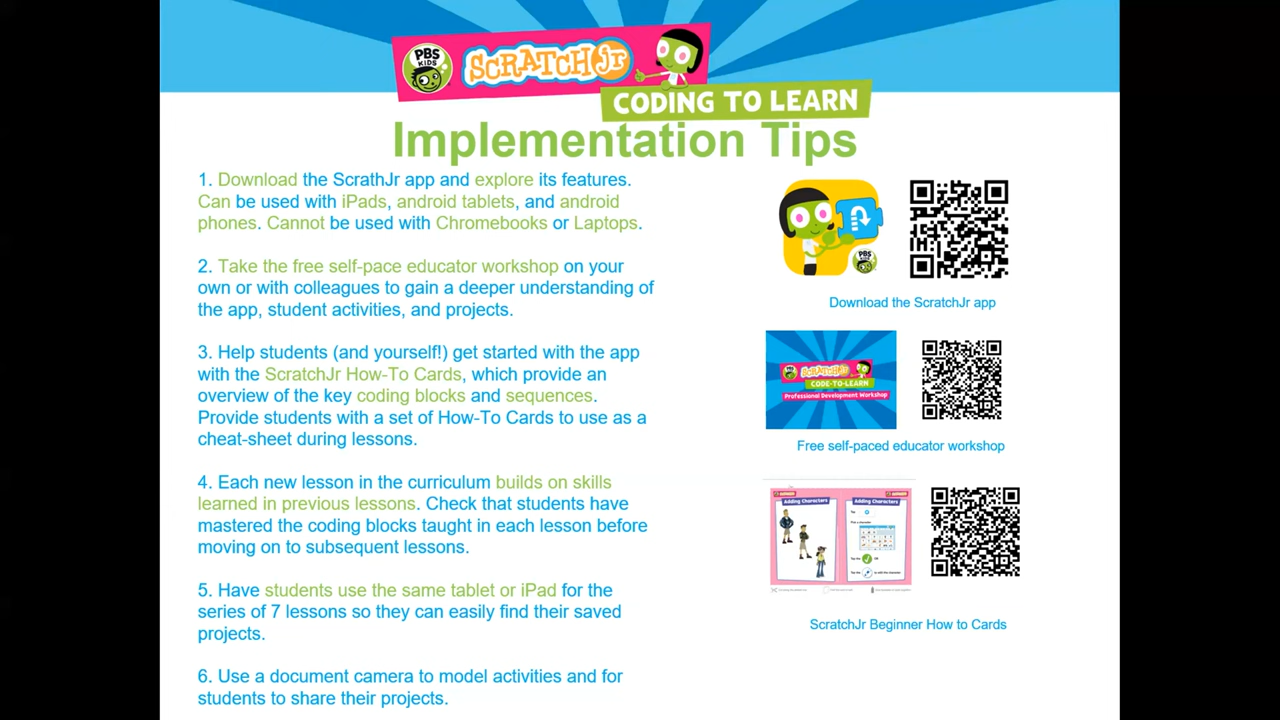 PBS KIDS SCRATCH jr
CODING TO LEARN
Implementation Tips
1. Download the ScrathJr app and explore its features.
Can be used with iPads, android tablets, and android
phones. Cannot be used with Chromebooks or Laptops.
2. Take the free self-pace educator workshop on your
own or with colleagues to gain a deeper understanding of
the app, student activities, and projects.
3. Help students (and yourself!) get started with the app
with the ScratchJr How-To Cards, which provide an
overview of the key coding blocks and sequences.
Provide students with a set of How-To Cards to use as a
cheat-sheet during lessons.
4. Each new lesson in the curriculum builds on skills
learned in previous lessons. Check that students have
mastered the coding blocks taught in each lesson before
moving on to subsequent lessons.
5. Have students use the same tablet or iPad for the
series of 7 lessons so they can easily find their saved
projects.
6. Use a document camera to model activities and for
students to share their projects.
PBS KIDS
Download the ScratchJr app
SCRATCH jr
CODE-TO-LEARN
Professional Development Workshop
Free self-paced educator workshop
Adding Characters
Adding Characters
Tap
Pick a character
ScratchJr Beginner How to Cards